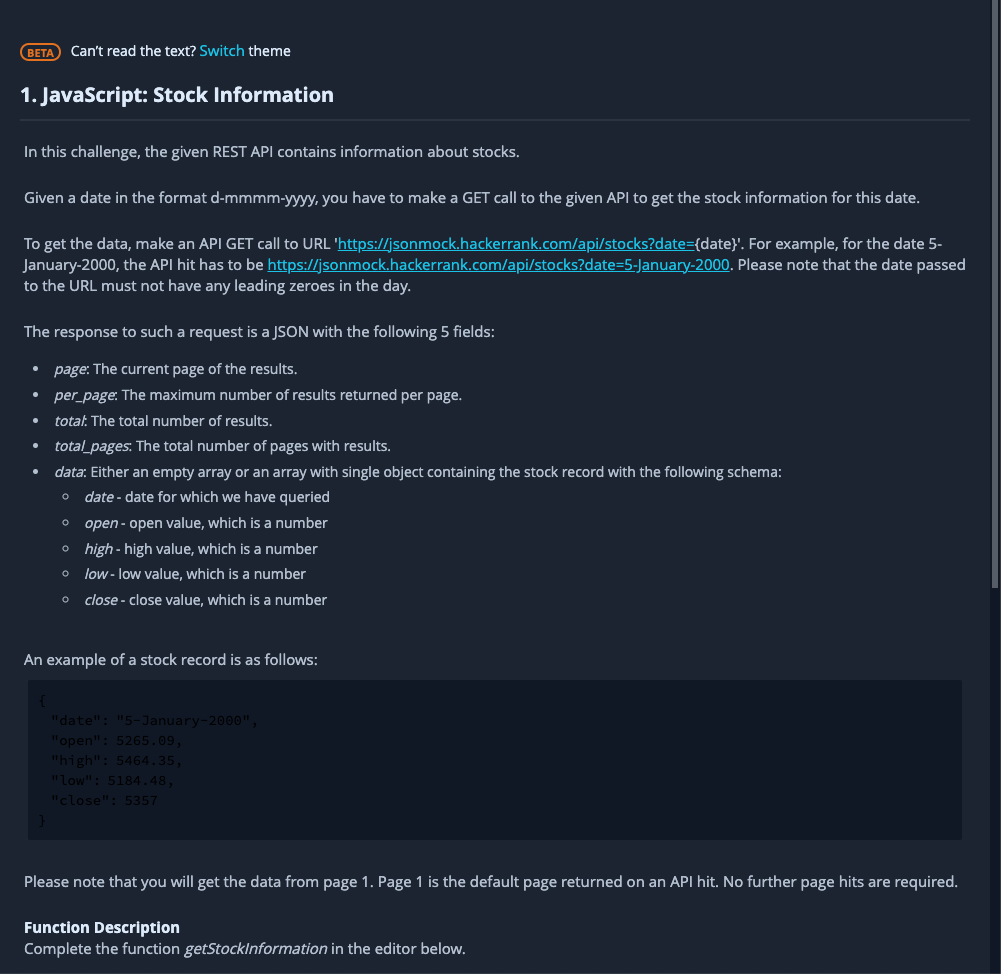 BETA Can't read the text? Switch theme
1. JavaScript: Stock Information
In this challenge, the given REST API contains information about stocks.
Given a date in the format d-mmmm-yyyy, you have to make a GET call to the given API to get the stock information for this date.
To get the data, make an API GET call to URL 'https://jsonmock.hackerrank.com/api/stocks?date={date}'. For example, for the date 5-
January-2000, the API hit has to be https://jsonmock.hackerrank.com/api/stocks?date=5-January-2000. Please note that the date passed
to the URL must not have any leading zeroes in the day.
The response to such a request is a JSON with the following 5 fields:
• page: The current page of the results.
• per_page: The maximum number of results returned per page.
• total: The total number of results.
• total_pages: The total number of pages with results.
• data: Either an empty array or an array with single object containing the stock record with the following schema:
◦ date - date for which we have queried
◦ open - open value, which is a number
◦ high - high value, which is a number
◦ low - low value, which is a number
◦ close - close value, which is a number
An example of a stock record is as follows:
{
"date": "5-January-2000",
"open": 5265.09,
"high": 5464.35,
"low": 5184.48,
"close": 5357
}
Please note that you will get the data from page 1. Page 1 is the default page returned on an API hit. No further page hits are required.
Function Description
Complete the function getStockInformation in the editor below.